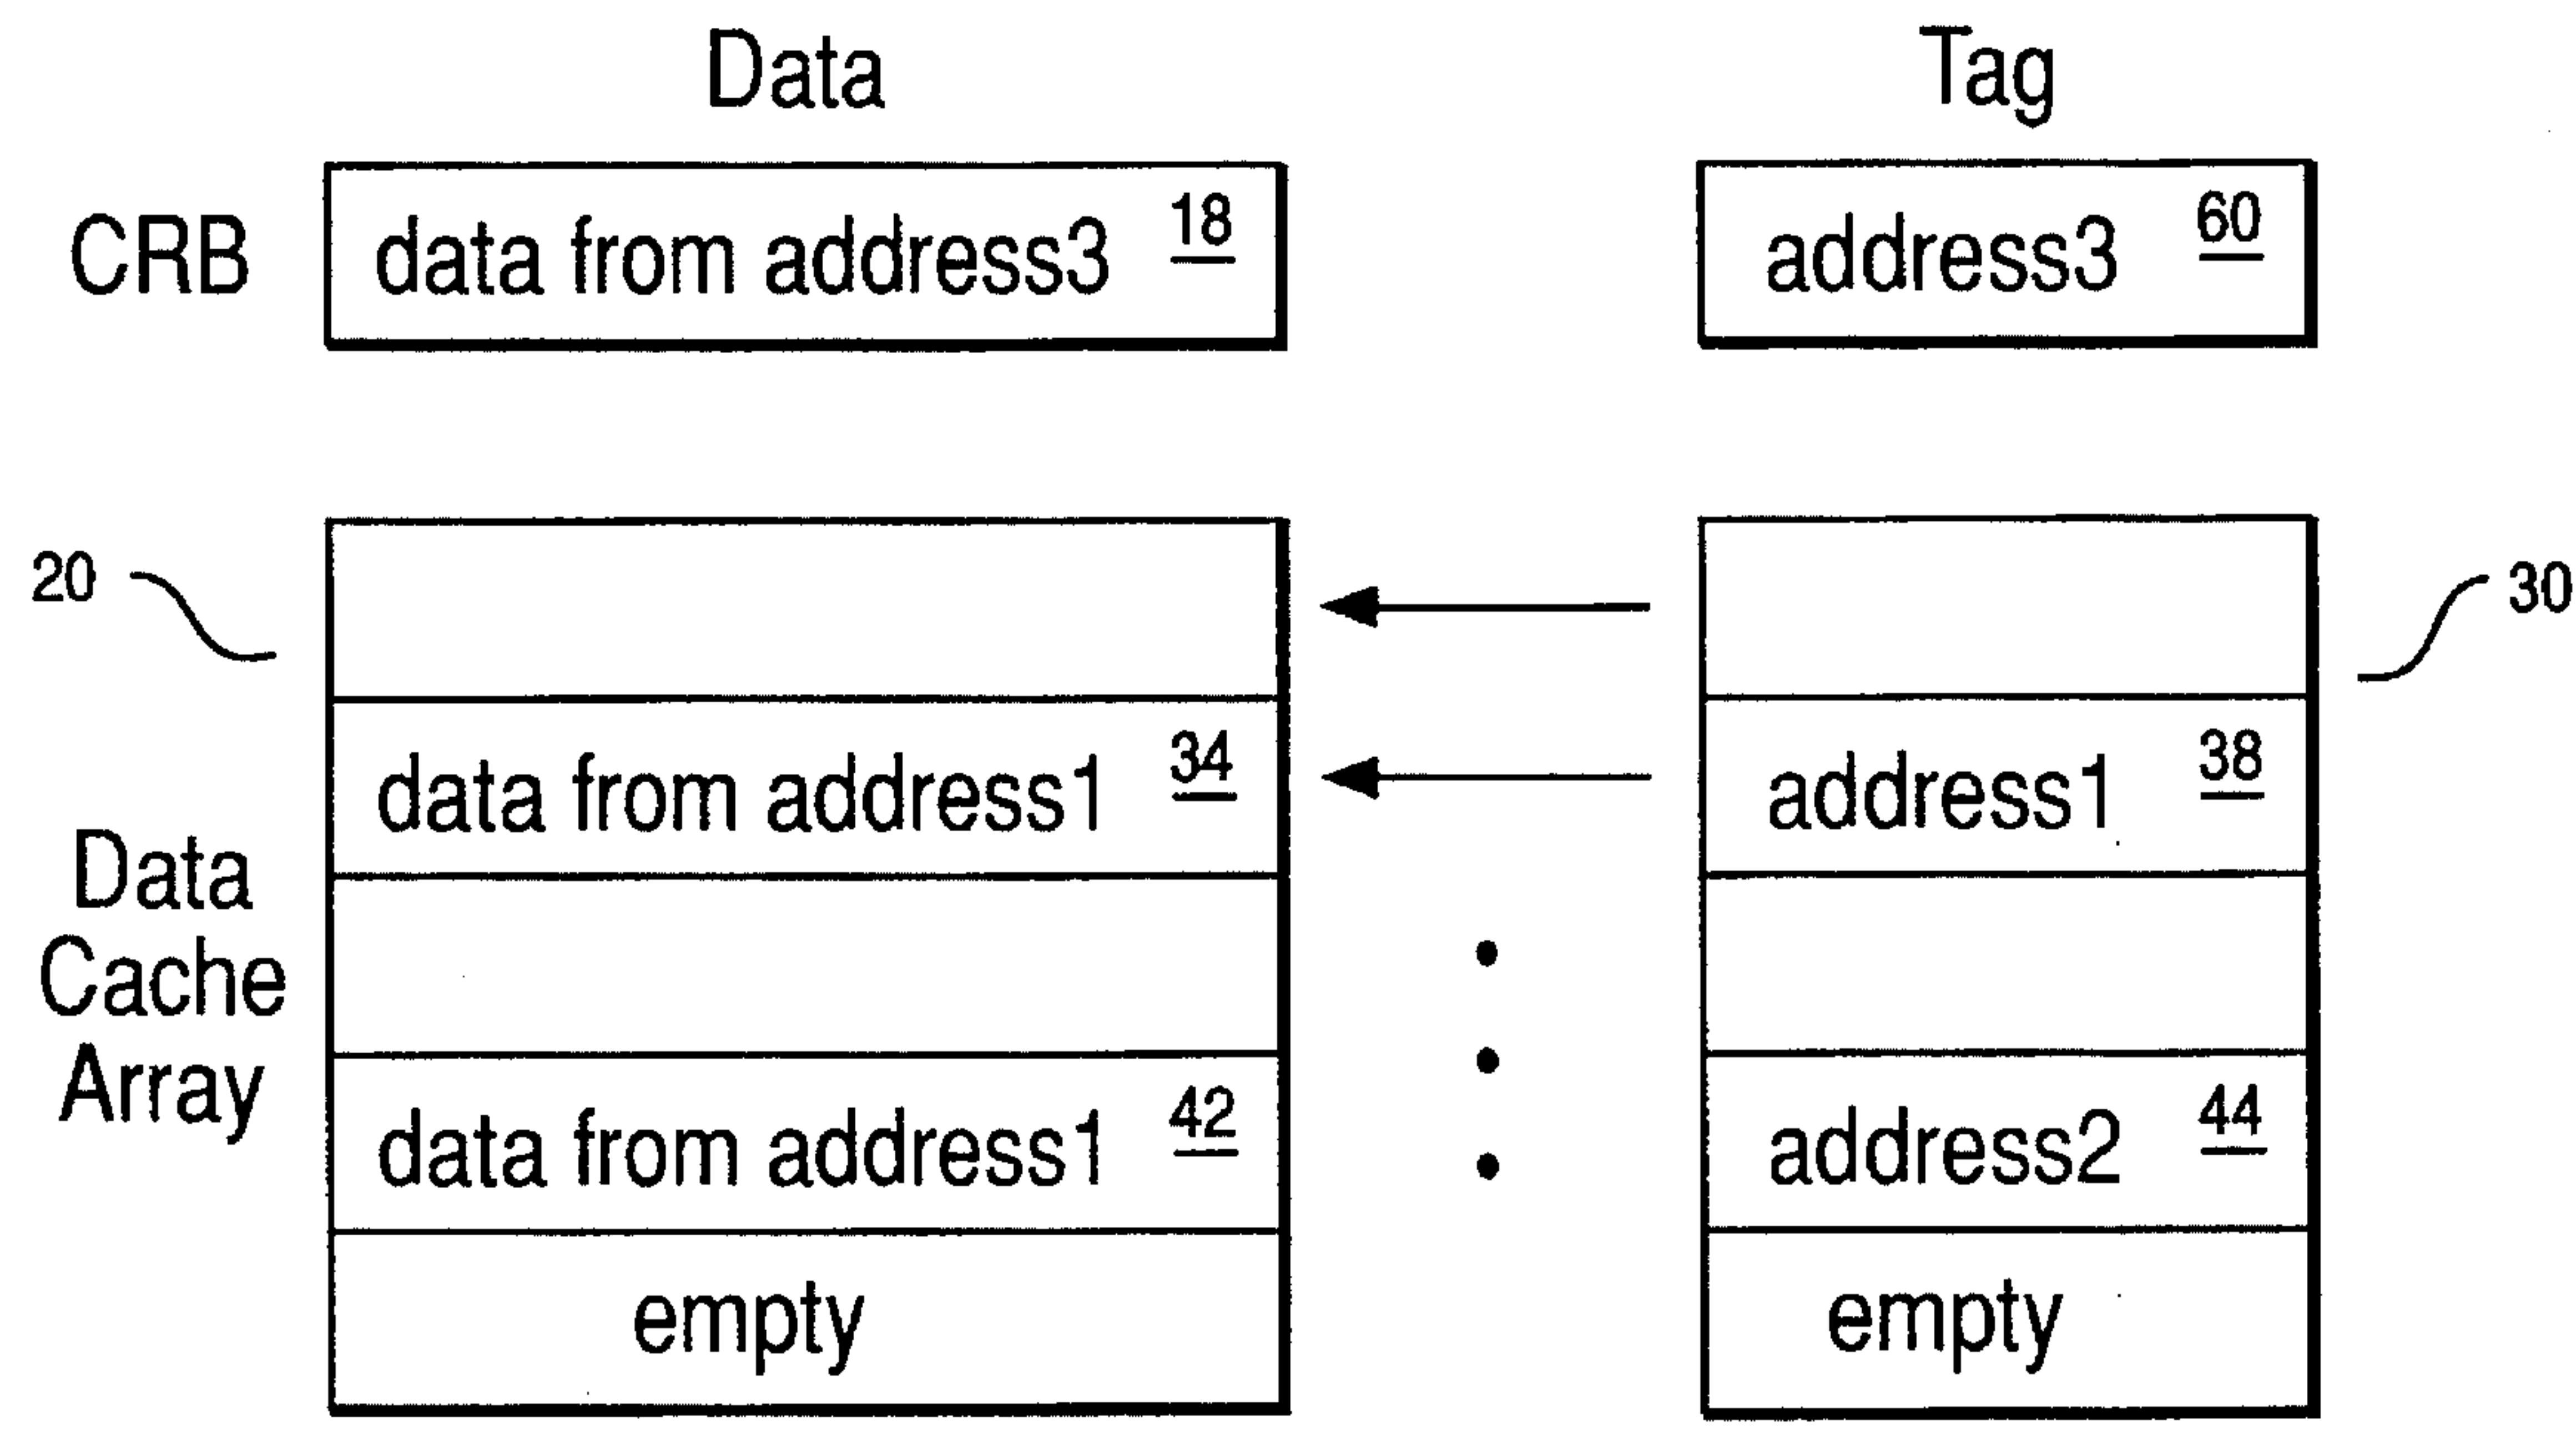 Data Tag
CRB data from address3 18 address3 60
20 30
data from address1 34 address1 38
Data
Cache
Array
data from address1 42 address2 44
empty empty